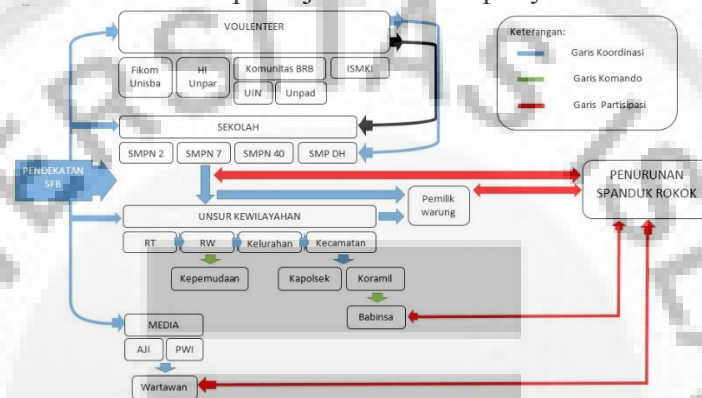 VOULENTEER
Fikom
Unisba
HI
Unpar
Komunitas BRB
ISMKI
UIN
Unpad
SEKOLAH
SMPN 2
SMPN 7
SMPN 40
SMP DH
PENDEKATAN
SFB
UNSUR KEWILAYAHAN
Pemilik
warung
RT
RW
Kelurahan
Kecamatan
Kepemudaan
Kapolsek
Koramil
Babinsa
MEDIA
AJI
PWI
Wartawan
Keterangan:
Garis Koordinasi
Garis Komando
Garis Partisipasi
PENURUNAN
SPANDUK ROKOK